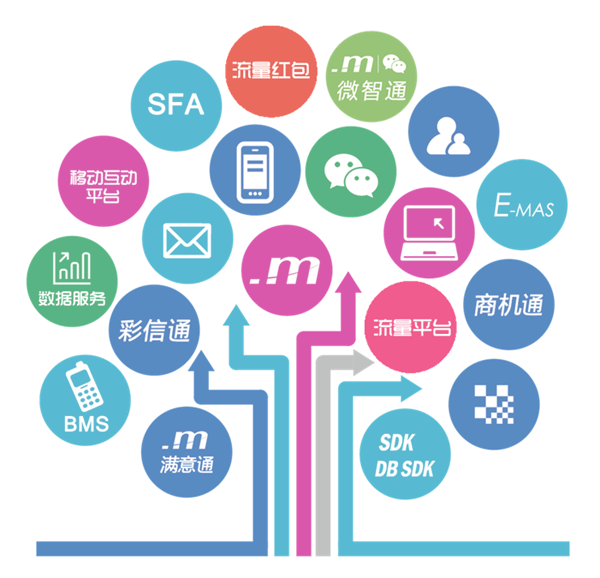 流量红包
.m
微智通
SFA
移动互动
平台
E-MAS
.m
数据服务
彩信通
流量平台
商机通
BMS
.m
满意通
SDK
DB SDK